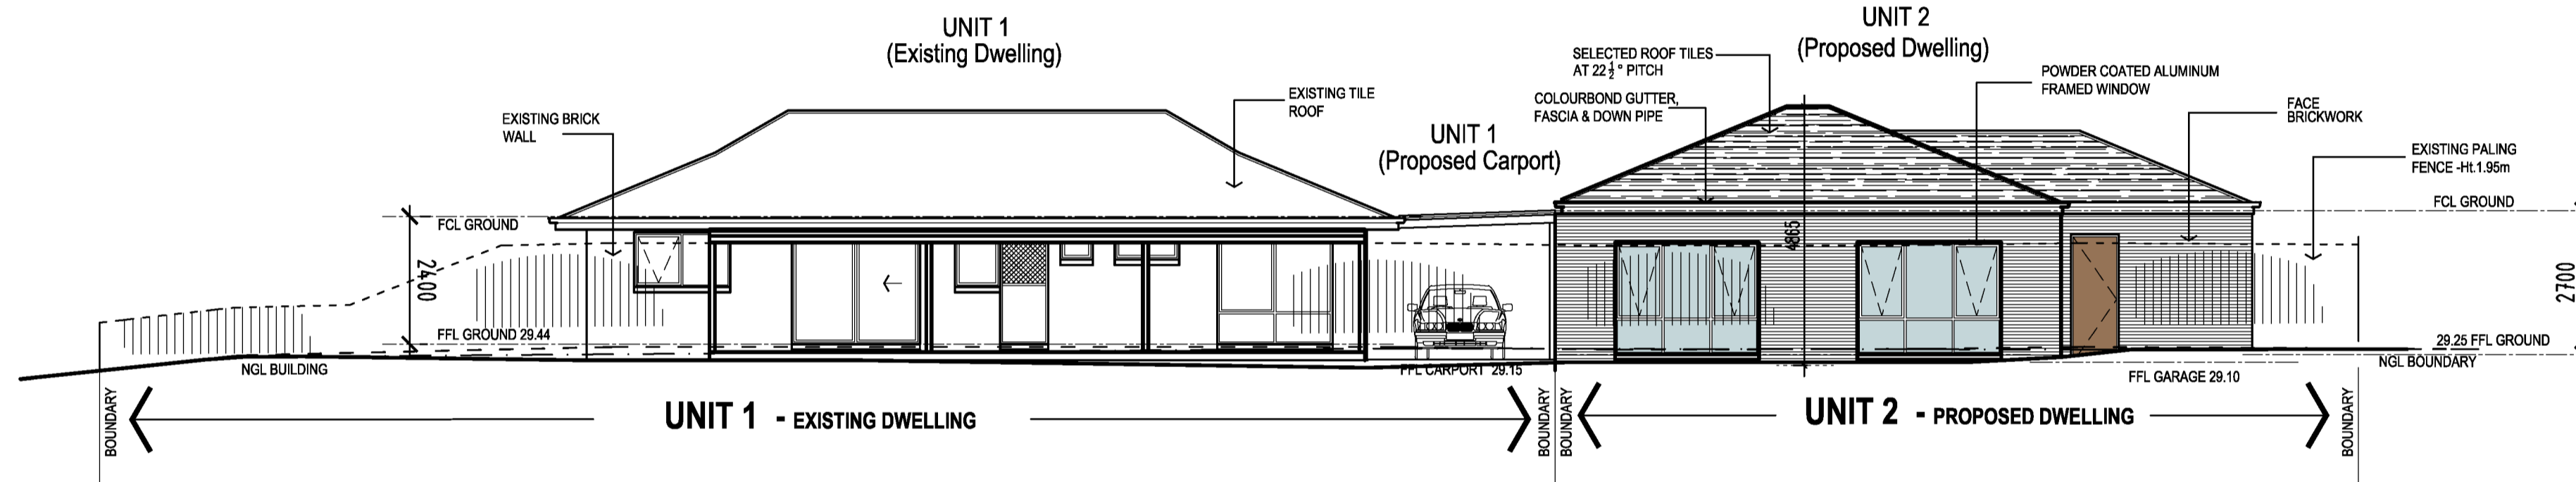 UNIT 1
(Existing Dwelling)
UNIT 2
(Proposed Dwelling)
SELECTED ROOF TILES
AT 22 1/2° PITCH
POWDER COATED ALUMINUM
FRAMED WINDOW
COLOURBOND GUTTER,
FASCIA & DOWN PIPE
FACE
BRICKWORK
EXISTING TILE
ROOF
EXISTING BRICK
WALL
UNIT 1
(Proposed Carport)
EXISTING PALING
FENCE -Ht.1.95m
FCL GROUND
FCL GROUND
2400
4865
2700
FFL GROUND 29.44
29.25 FFL GROUND
NGL BUILDING
FFL CARPORT 29.15
NGL BOUNDARY
FFL GARAGE 29.10
BOUNDARY
UNIT 1 - EXISTING DWELLING
BOUNDARY
BOUNDARY
UNIT 2 - PROPOSED DWELLING
BOUNDARY